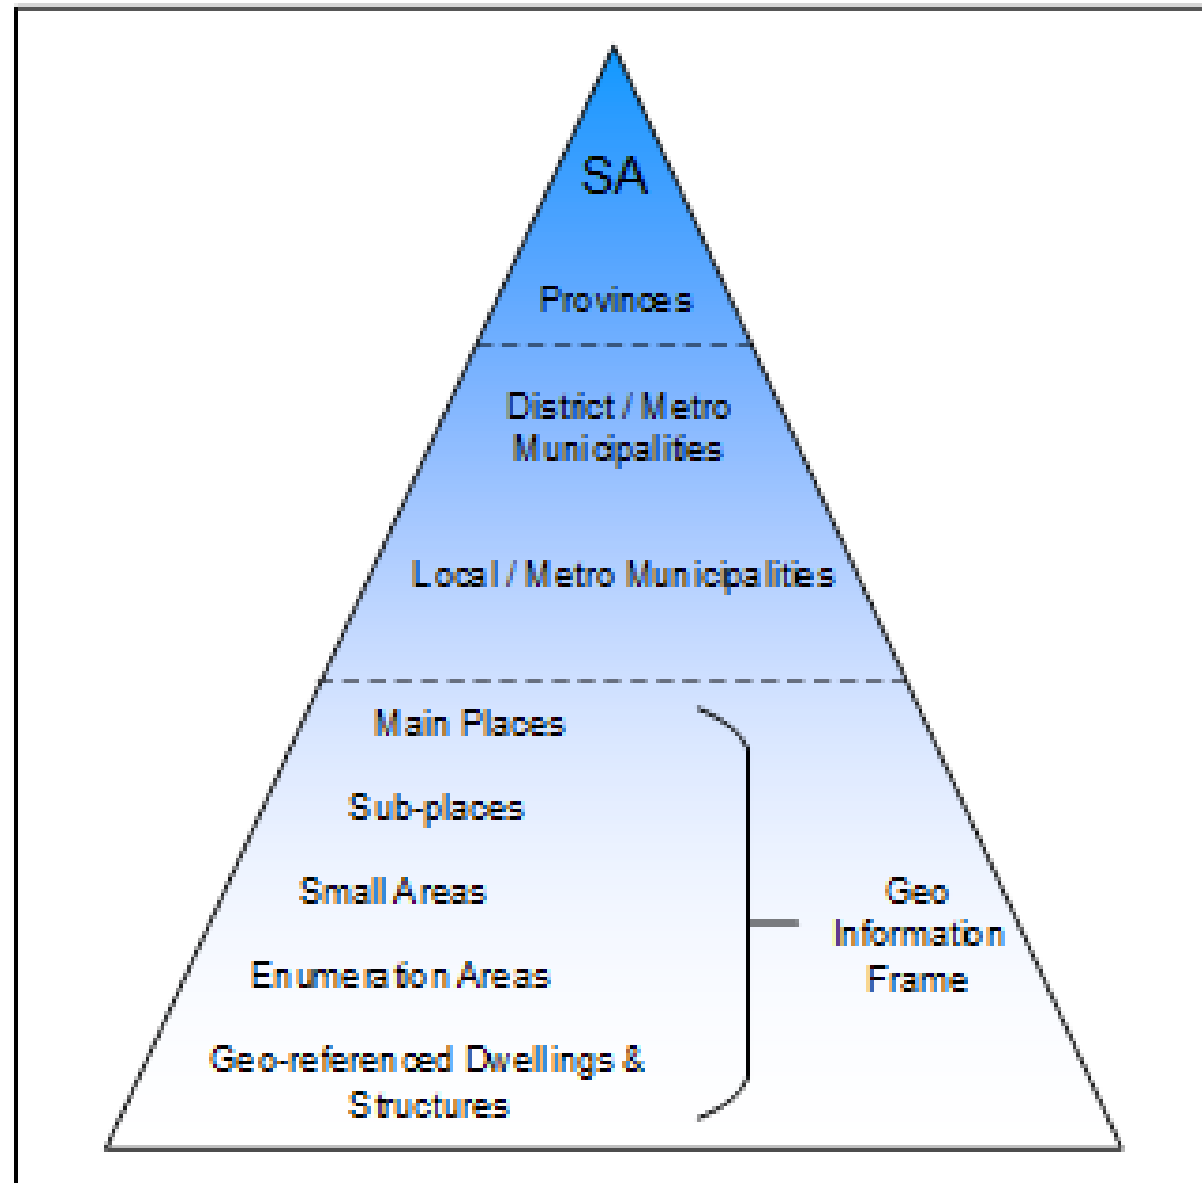 SA
Provinces
District / Metro
Municipalities
Local / Metro Municipalities
Main Places
Sub-places
Small Areas
Enumeration Areas
Geo-referenced Dwellings &
Structures
Geo
Information
Frame